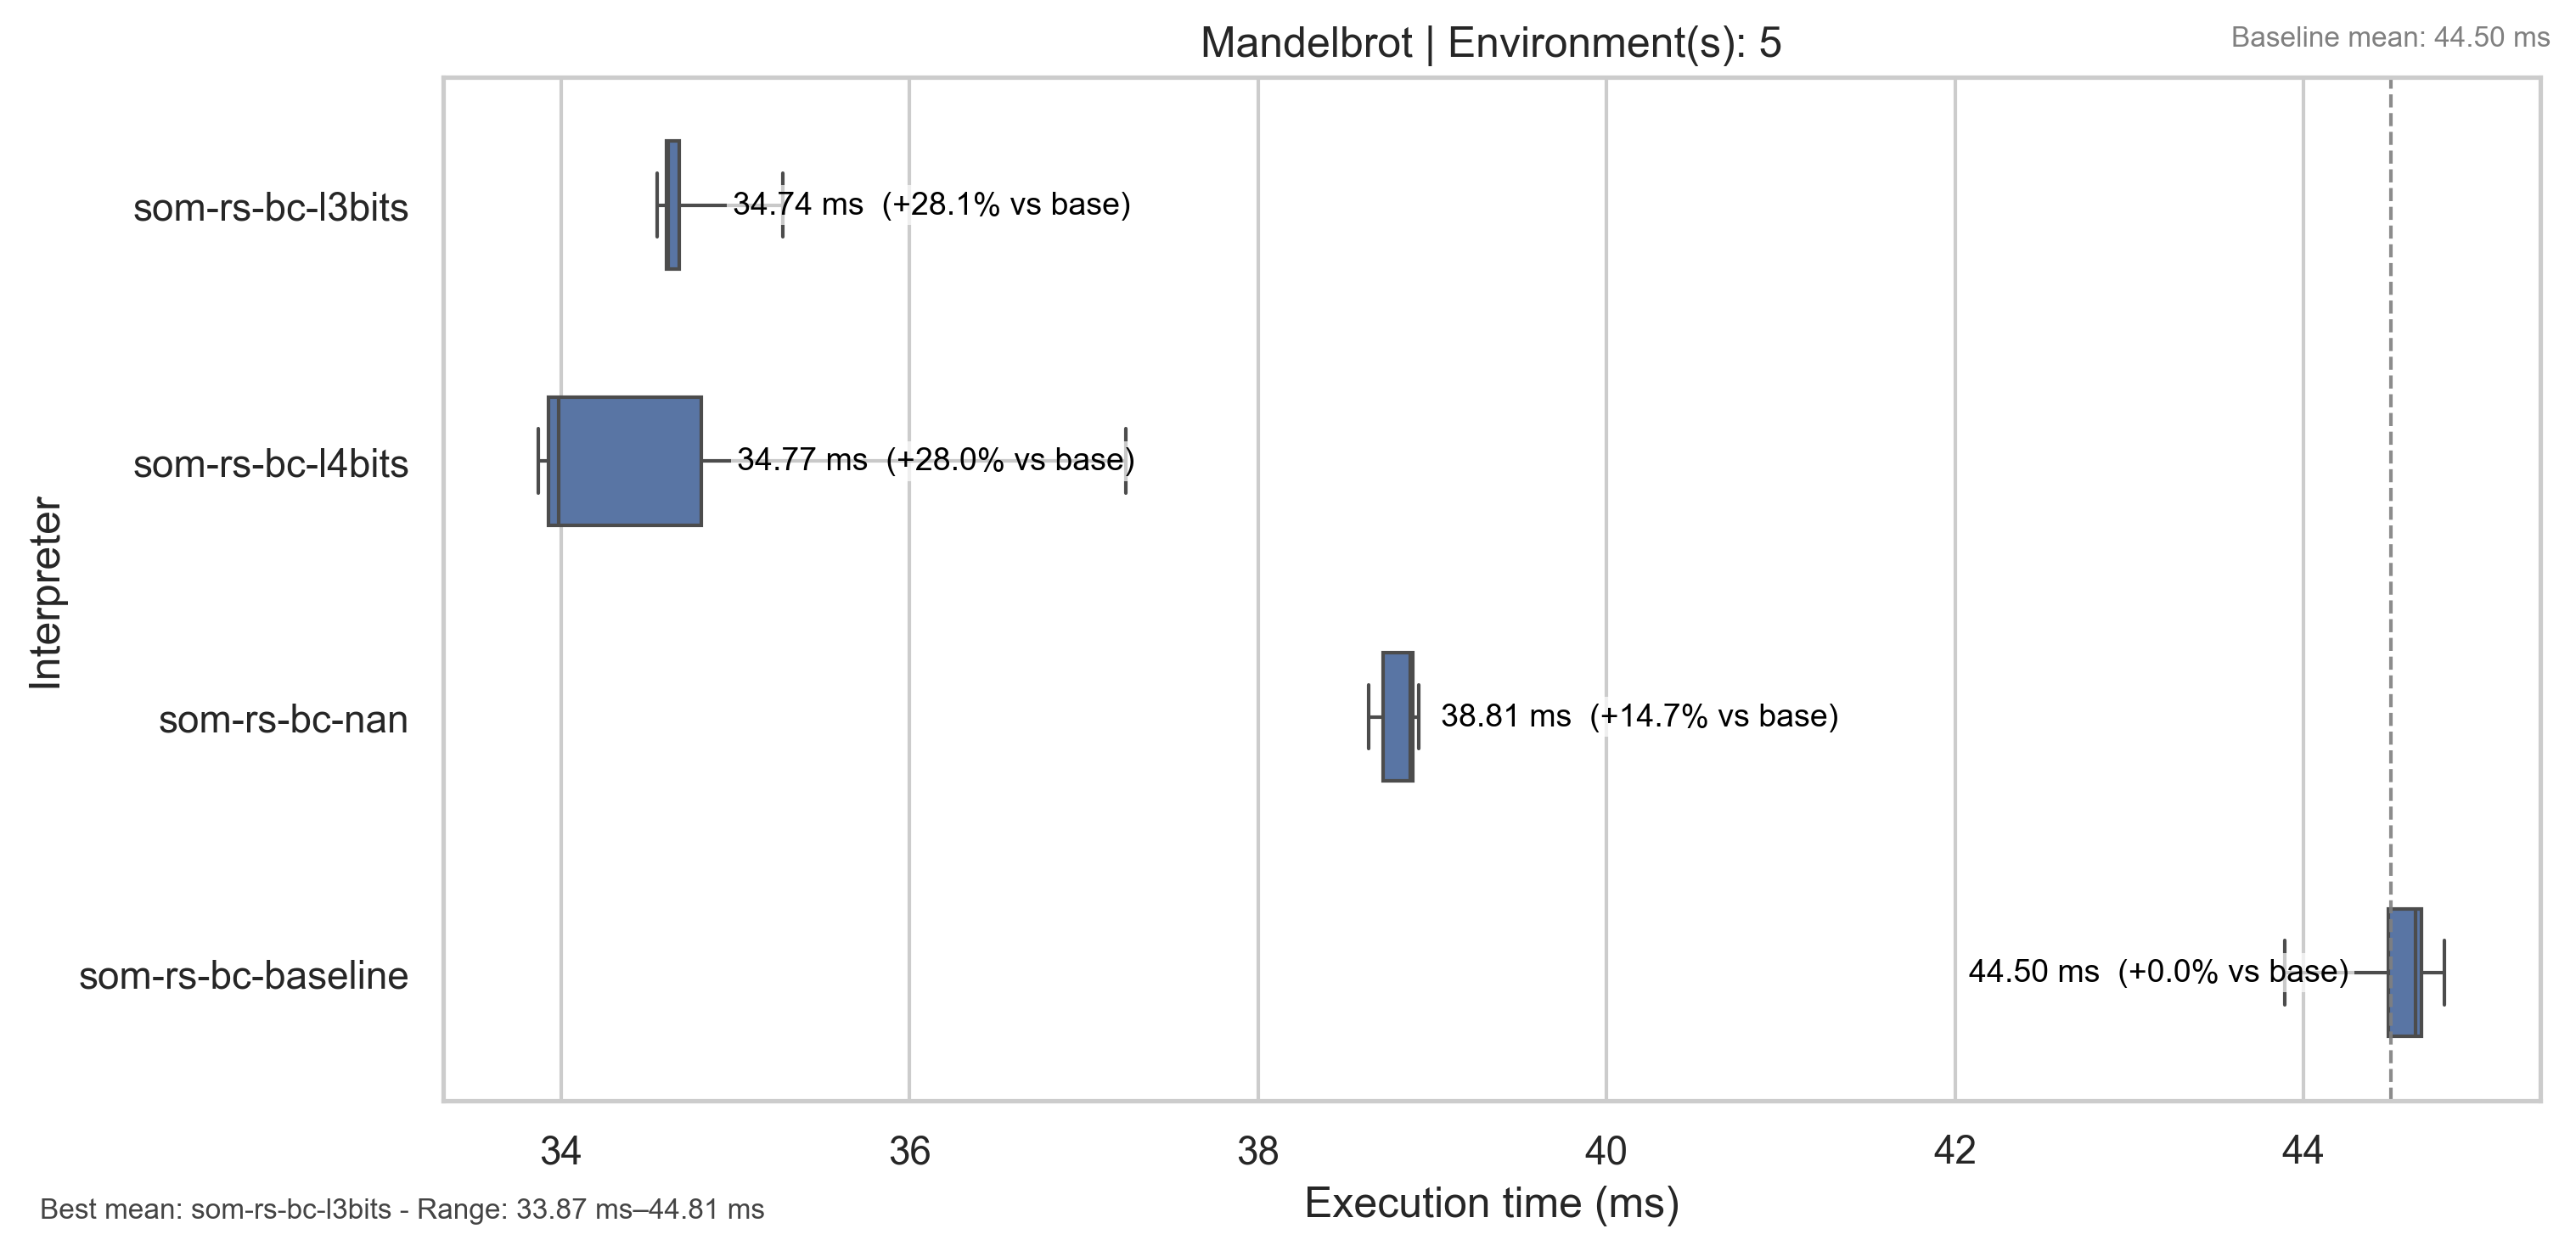 Mandelbrot | Environment(s): 5
Baseline mean: 44.50 ms
Interpreter
som-rs-bc-l3bits
34.74 ms (+28.1% vs base)
som-rs-bc-l4bits
34.77 ms (+28.0% vs base)
som-rs-bc-nan
38.81 ms (+14.7% vs base)
som-rs-bc-baseline
44.50 ms (+0.0% vs base)
34 36 38 40 42 44
Execution time (ms)
Best mean: som-rs-bc-l3bits - Range: 33.87 ms–44.81 ms